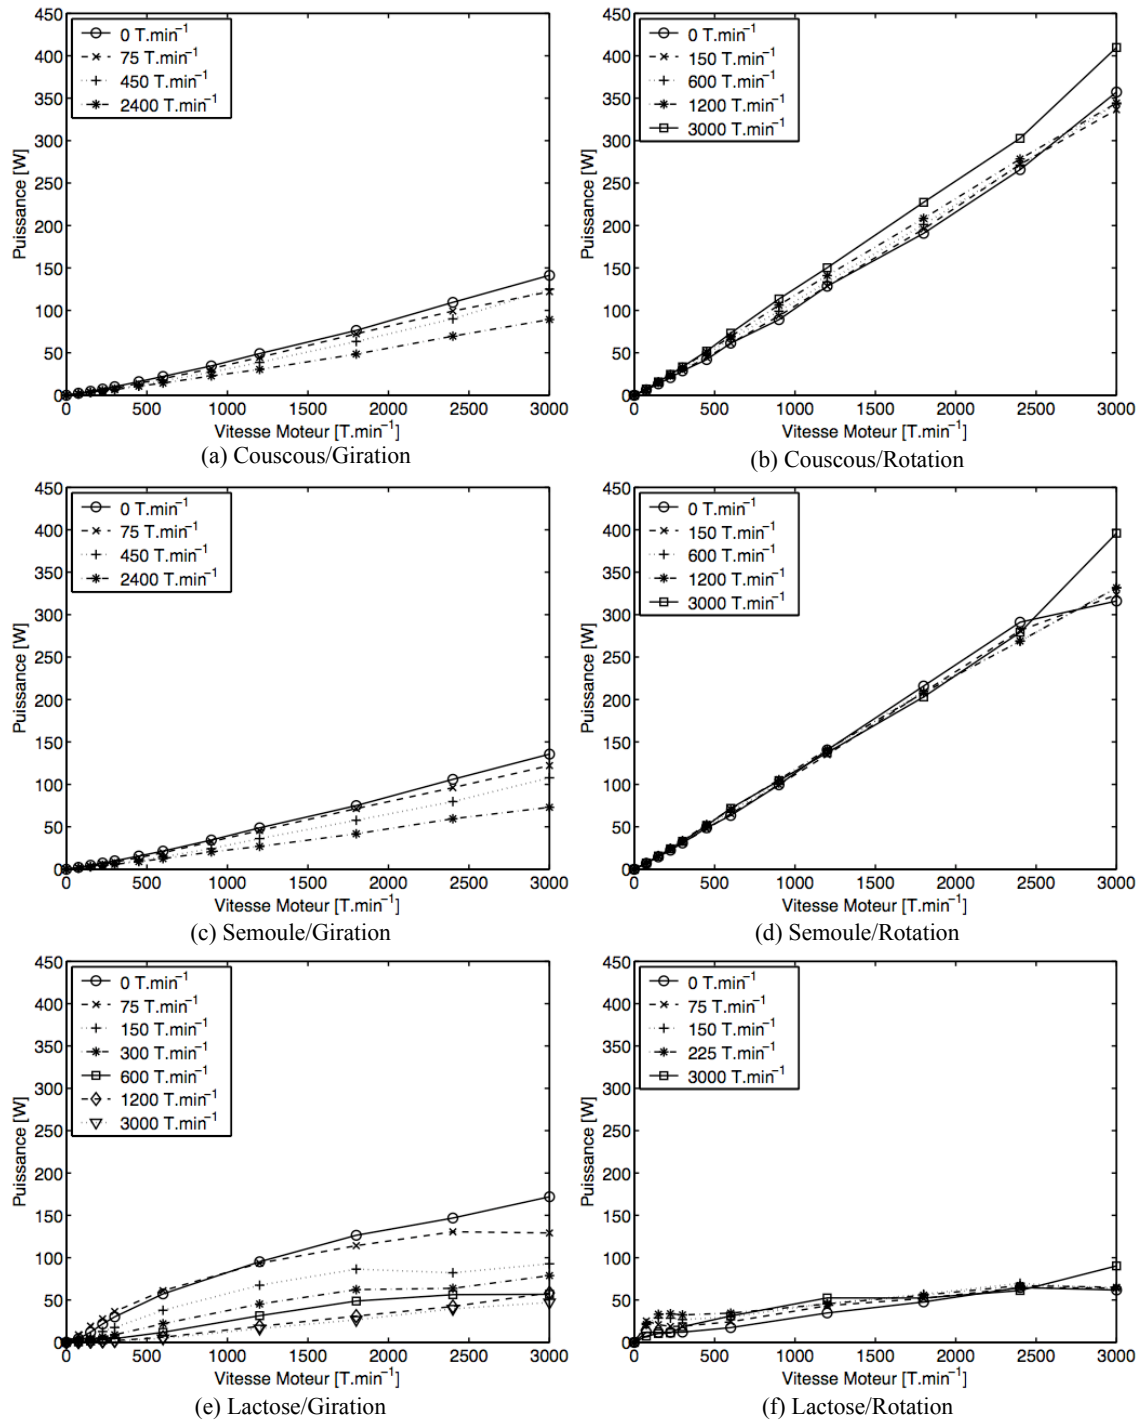 450
400
350
300
250
200
150
100
50
0
Puissance [W]
0 T.min⁻¹
75 T.min⁻¹
450 T.min⁻¹
2400 T.min⁻¹
0 500 1000 1500 2000 2500 3000
Vitesse Moteur [T.min⁻¹]
(a) Couscous/Giration
450
400
350
300
250
200
150
100
50
0
Puissance [W]
0 T.min⁻¹
150 T.min⁻¹
600 T.min⁻¹
1200 T.min⁻¹
3000 T.min⁻¹
0 500 1000 1500 2000 2500 3000
Vitesse Moteur [T.min⁻¹]
(b) Couscous/Rotation
450
400
350
300
250
200
150
100
50
0
Puissance [W]
0 T.min⁻¹
75 T.min⁻¹
450 T.min⁻¹
2400 T.min⁻¹
0 500 1000 1500 2000 2500 3000
Vitesse Moteur [T.min⁻¹]
(c) Semoule/Giration
450
400
350
300
250
200
150
100
50
0
Puissance [W]
0 T.min⁻¹
150 T.min⁻¹
600 T.min⁻¹
1200 T.min⁻¹
3000 T.min⁻¹
0 500 1000 1500 2000 2500 3000
Vitesse Moteur [T.min⁻¹]
(d) Semoule/Rotation
450
400
350
300
250
200
150
100
50
0
Puissance [W]
0 T.min⁻¹
75 T.min⁻¹
150 T.min⁻¹
300 T.min⁻¹
600 T.min⁻¹
1200 T.min⁻¹
3000 T.min⁻¹
0 500 1000 1500 2000 2500 3000
Vitesse Moteur [T.min⁻¹]
(e) Lactose/Giration
450
400
350
300
250
200
150
100
50
0
Puissance [W]
0 T.min⁻¹
75 T.min⁻¹
150 T.min⁻¹
225 T.min⁻¹
3000 T.min⁻¹
0 500 1000 1500 2000 2500 3000
Vitesse Moteur [T.min⁻¹]
(f) Lactose/Rotation